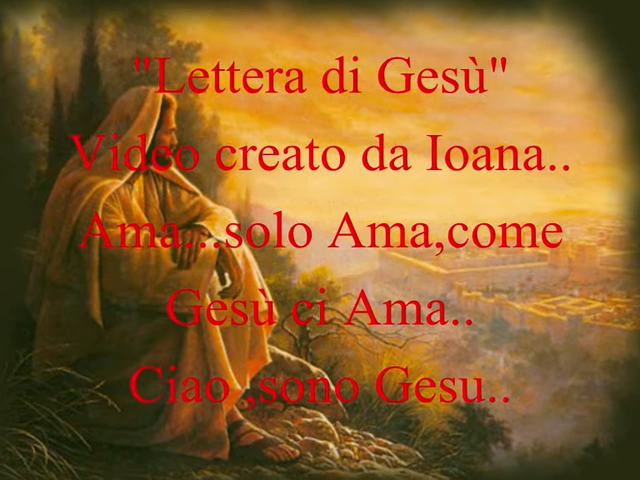 "Lettera di Gesù"
Video creato da Ioana..
Ama...solo Ama,come
Gesù ci Ama..
Ciao ,sono Gesu..